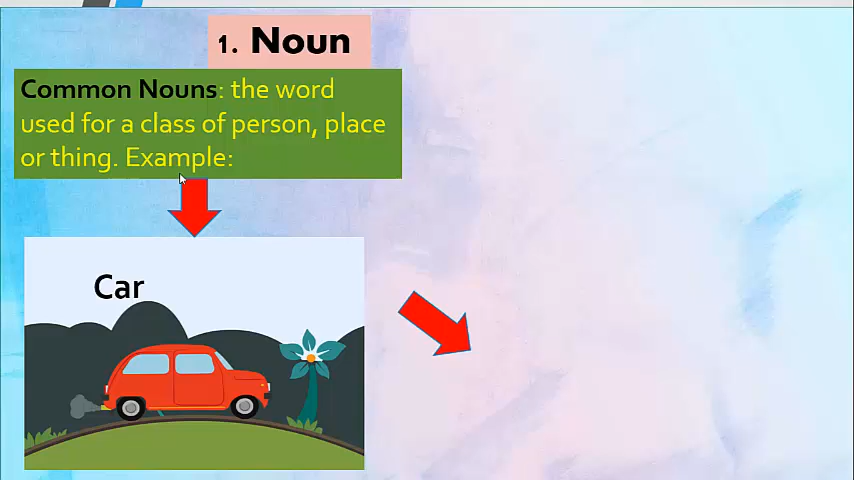 1. Noun
Common Nouns: the word
used for a class of person, place
or thing. Example:
Car